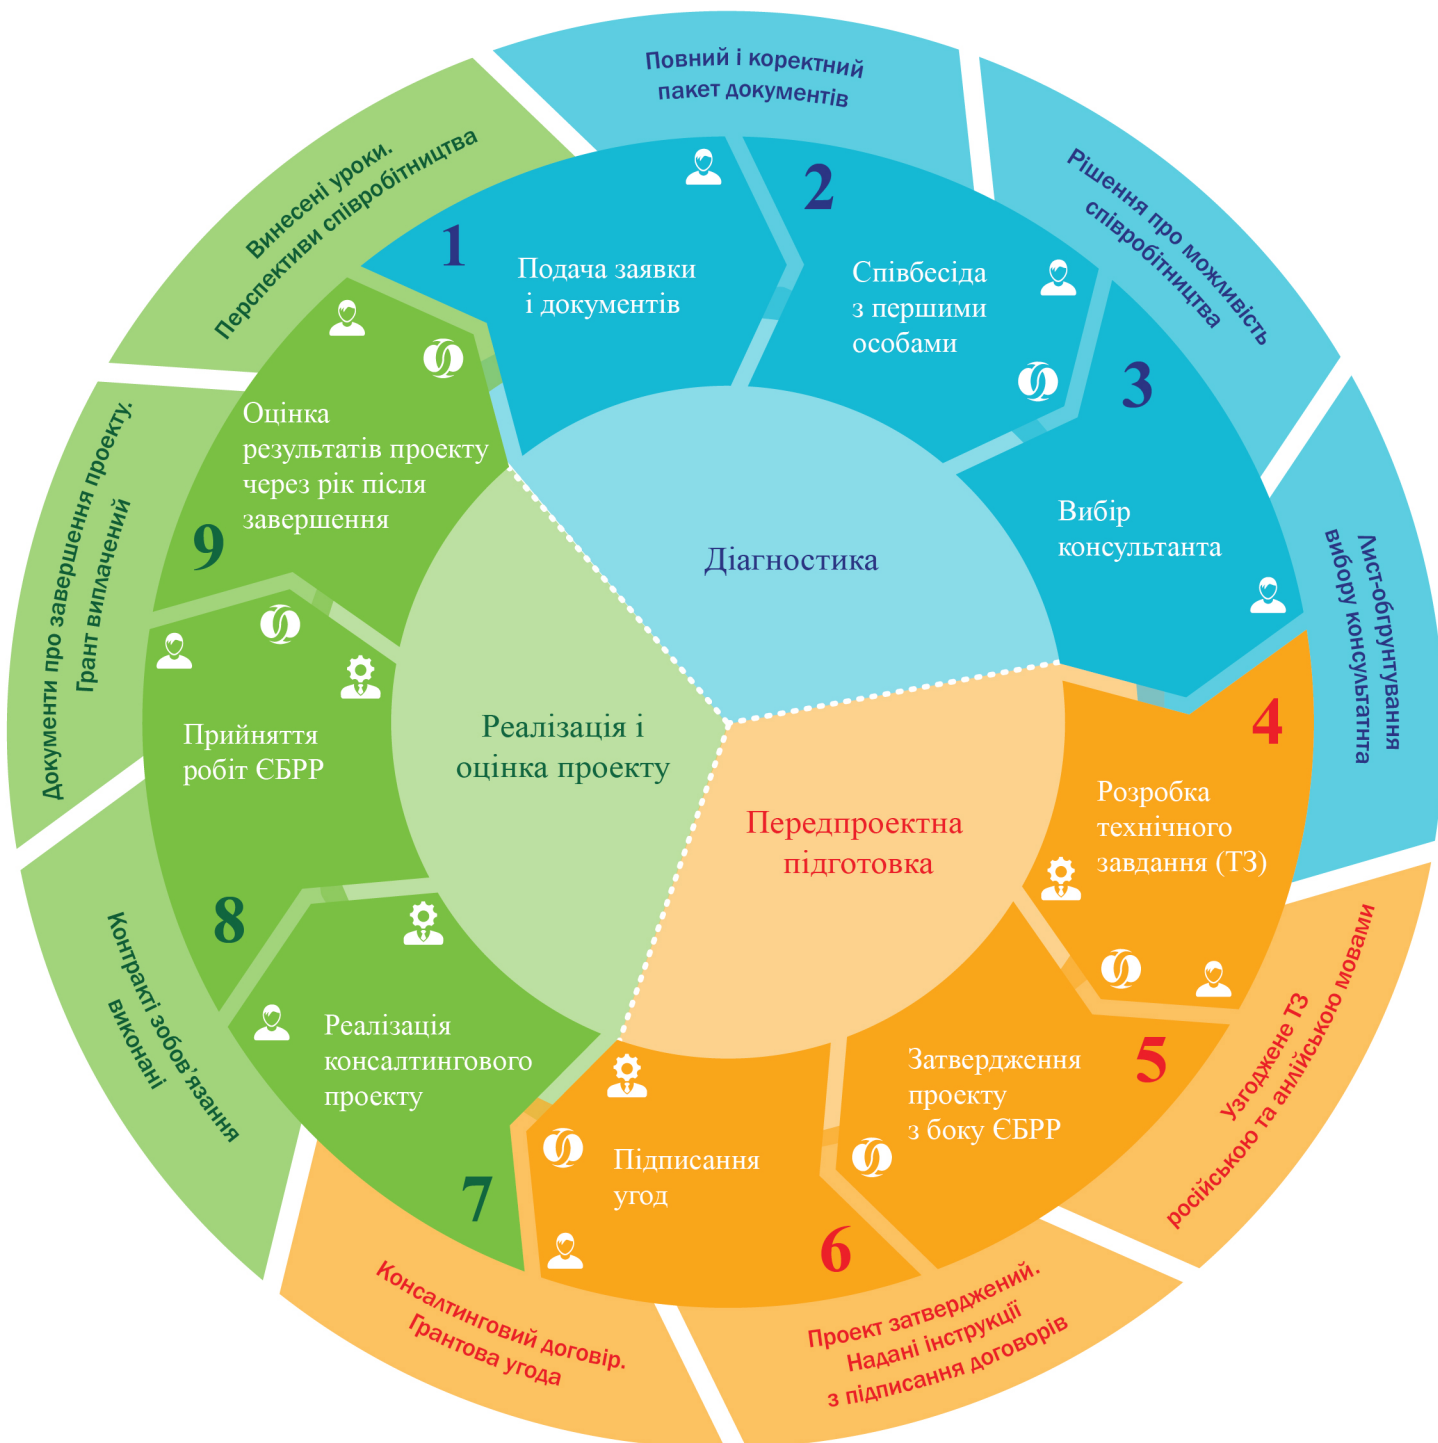 Повний і коректний
пакет документів
Рішення про можливість
співробітництва
Лист-обгрунтування
вибору консультатнта
Узгоджене ТЗ
російською та анлійською мовами
Проект затверджений.
Надані інструкції
з підписання договорів
Консалтинговий договір.
Грантова угода
Контракті зобов'язання
виконані
Документи про завершення проекту.
Грант виплачений
Винесені уроки.
Перспективи співробітництва
1
Подача заявки
і документів
2
Співбесіда
з першими
особами
3
Вибір
консультанта
4
Розробка
технічного
завдання (ТЗ)
5
Затвердження
проекту
з боку ЄБРР
6
Підписання
угод
7
Реалізація
консалтингового
проекту
8
Прийняття
робіт ЄБРР
9
Оцінка
результатів проекту
через рік після
завершення
Діагностика
Передпроектна
підготовка
Реалізація і
оцінка проекту